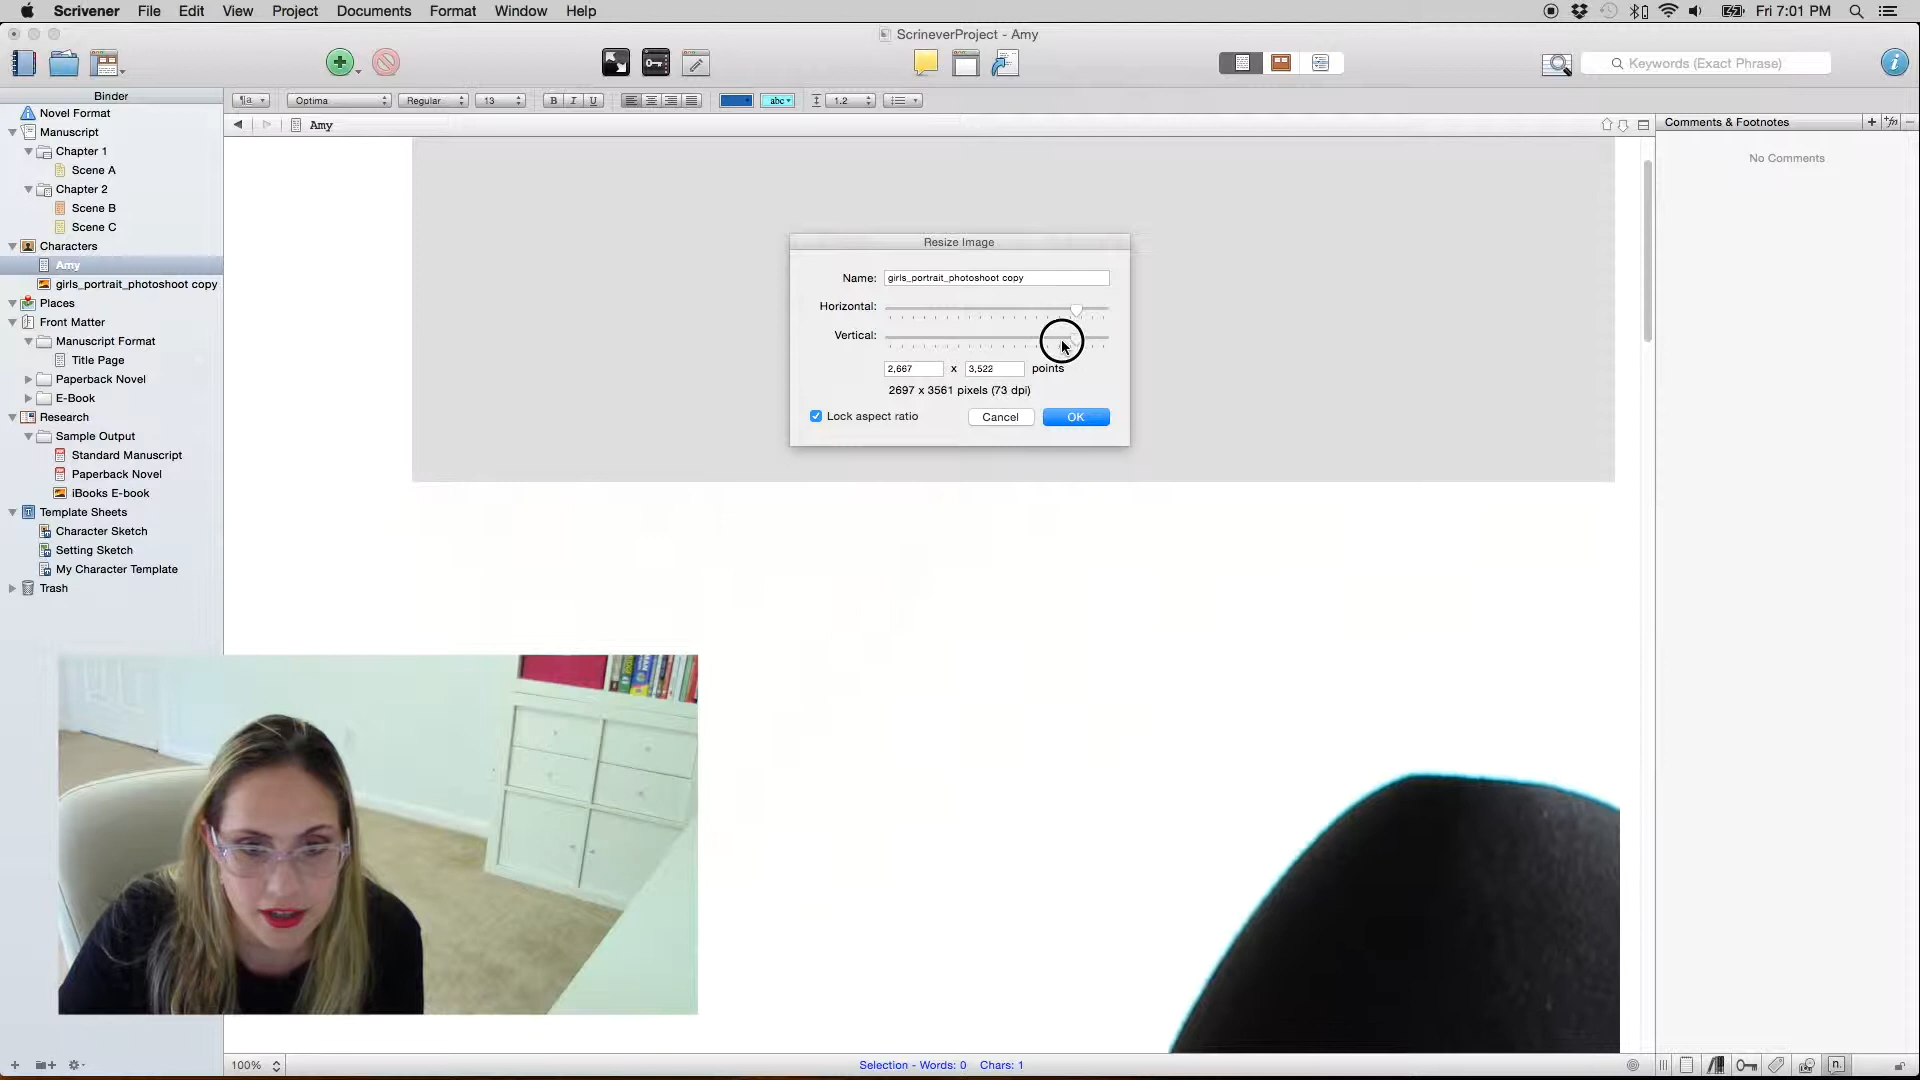 Scrivener File Edit View Project Documents Format Window Help Fri 7:01 PM
ScrineverProject - Amy
Keywords (Exact Phrase)
Binder
Optima Regular 13 B I U abc 1.2
Amy
Comments & Footnotes
No Comments
Novel Format
Manuscript
Chapter 1
Scene A
Chapter 2
Scene B
Scene C
Characters
Amy
girls_portrait_photoshoot copy
Places
Front Matter
Manuscript Format
Title Page
Paperback Novel
E-Book
Research
Sample Output
Standard Manuscript
Paperback Novel
iBooks E-book
Template Sheets
Character Sketch
Setting Sketch
My Character Template
Trash
Resize Image
Name: girls_portrait_photoshoot copy
Horizontal:
Vertical:
2,667 x 3,522 points
2697 x 3561 pixels (73 dpi)
Lock aspect ratio Cancel OK
100% Selection - Words: 0 Chars: 1